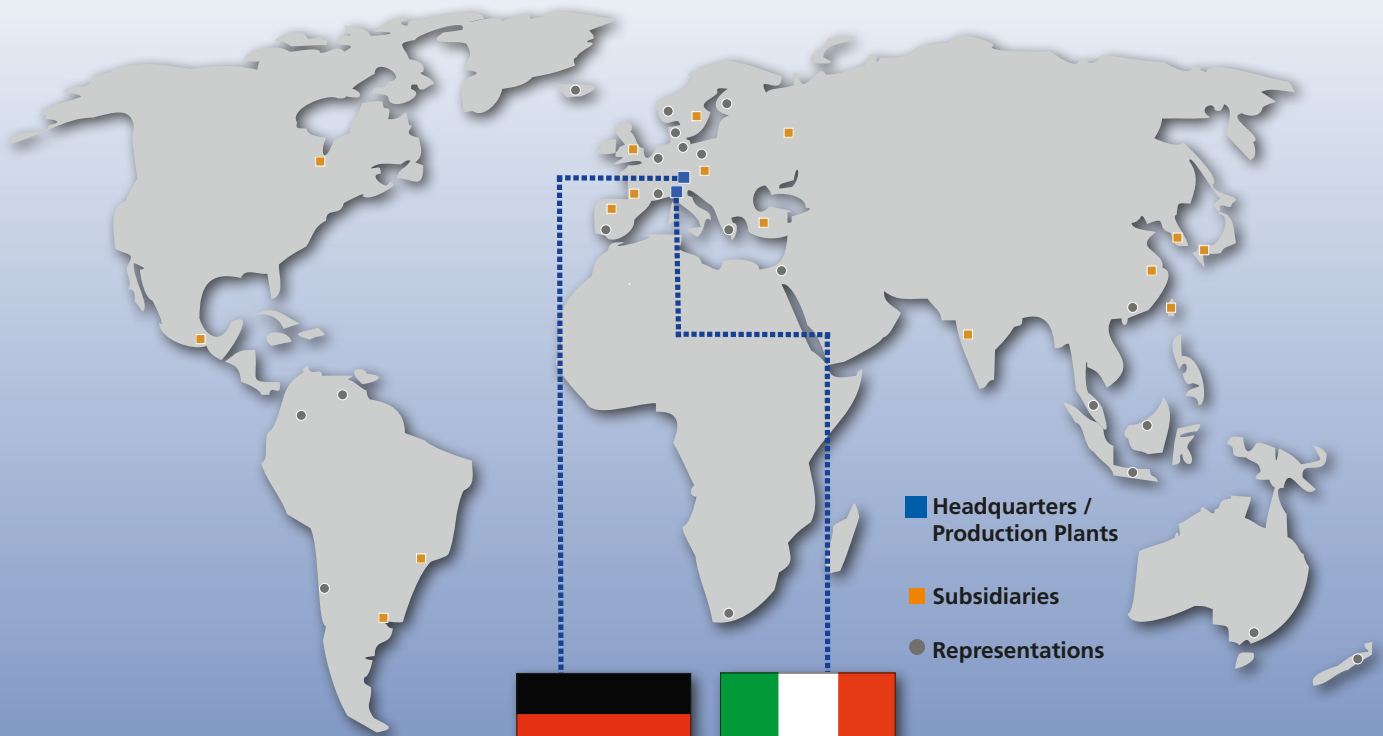 Headquarters /
Production Plants
Subsidiaries
Representations